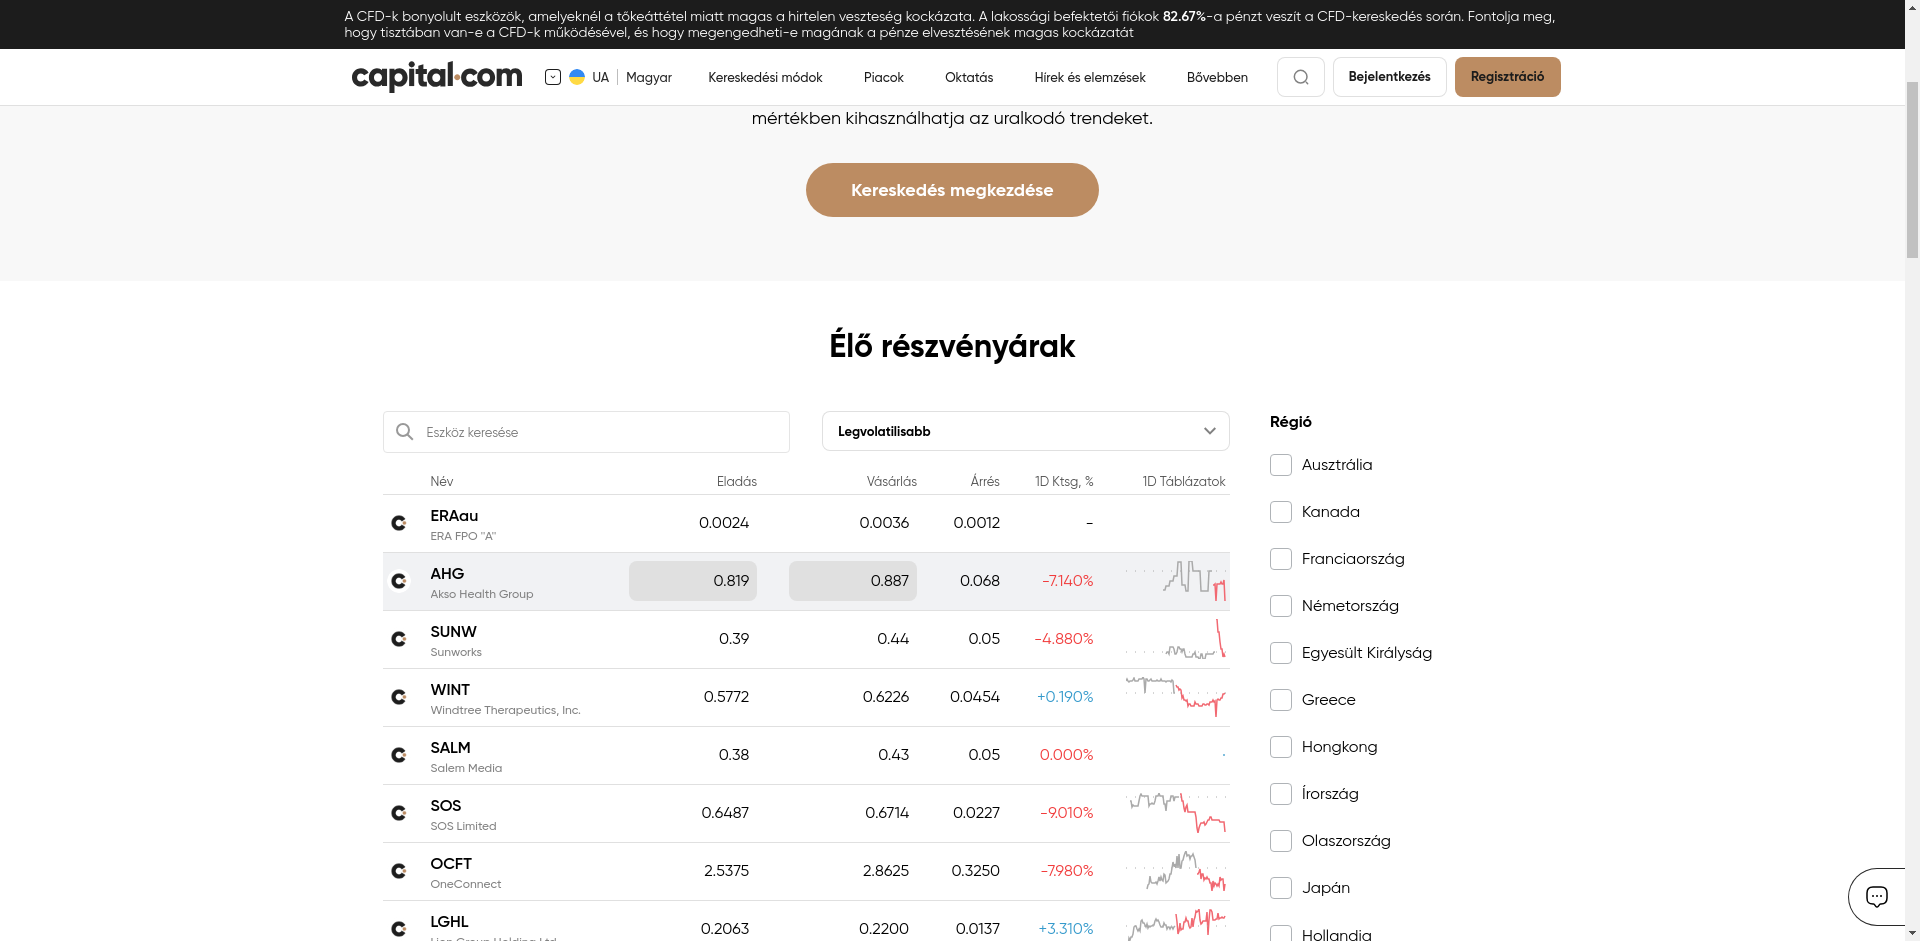 A CFD-k bonyolult eszközök, amelyeknél a tőkeáttétel miatt magas a hirtelen veszteség kockázata. A lakossági befektetői fiókok 82.67%-a pénzt veszít a CFD-kereskedés során. Fontolja meg,
hogy tisztában van-e a CFD-k működésével, és hogy megengedheti-e magának a pénze elvesztésének magas kockázatát
capital.com UA Magyar Kereskedési módok Piacok Oktatás Hírek és elemzések Bővebben Bejelentkezés Regisztráció
mértékben kihasználhatja az uralkodó trendeket.
Kereskedés megkezdése
Élő részvényárak
Eszköz keresése
Legvolatilisabb
Név Eladás Vásárlás Árrés 1D Ktsg, % 1D Táblázatok
ERAau 0.0024 0.0036 0.0012 -
ERA FPO "A"
AHG 0.819 0.887 0.068 -7.140%
Akso Health Group
SUNW 0.39 0.44 0.05 -4.880%
Sunworks
WINT 0.5772 0.6226 0.0454 +0.190%
Windtree Therapeutics, Inc.
SALM 0.38 0.43 0.05 0.000%
Salem Media
SOS 0.6487 0.6714 0.0227 -9.010%
SOS Limited
OCFT 2.5375 2.8625 0.3250 -7.980%
OneConnect
LGHL 0.2063 0.2200 0.0137 +3.310%
Lion Group Holding Ltd
Régió
Ausztrália
Kanada
Franciaország
Németország
Egyesült Királyság
Greece
Hongkong
Írország
Olaszország
Japán
Hollandia